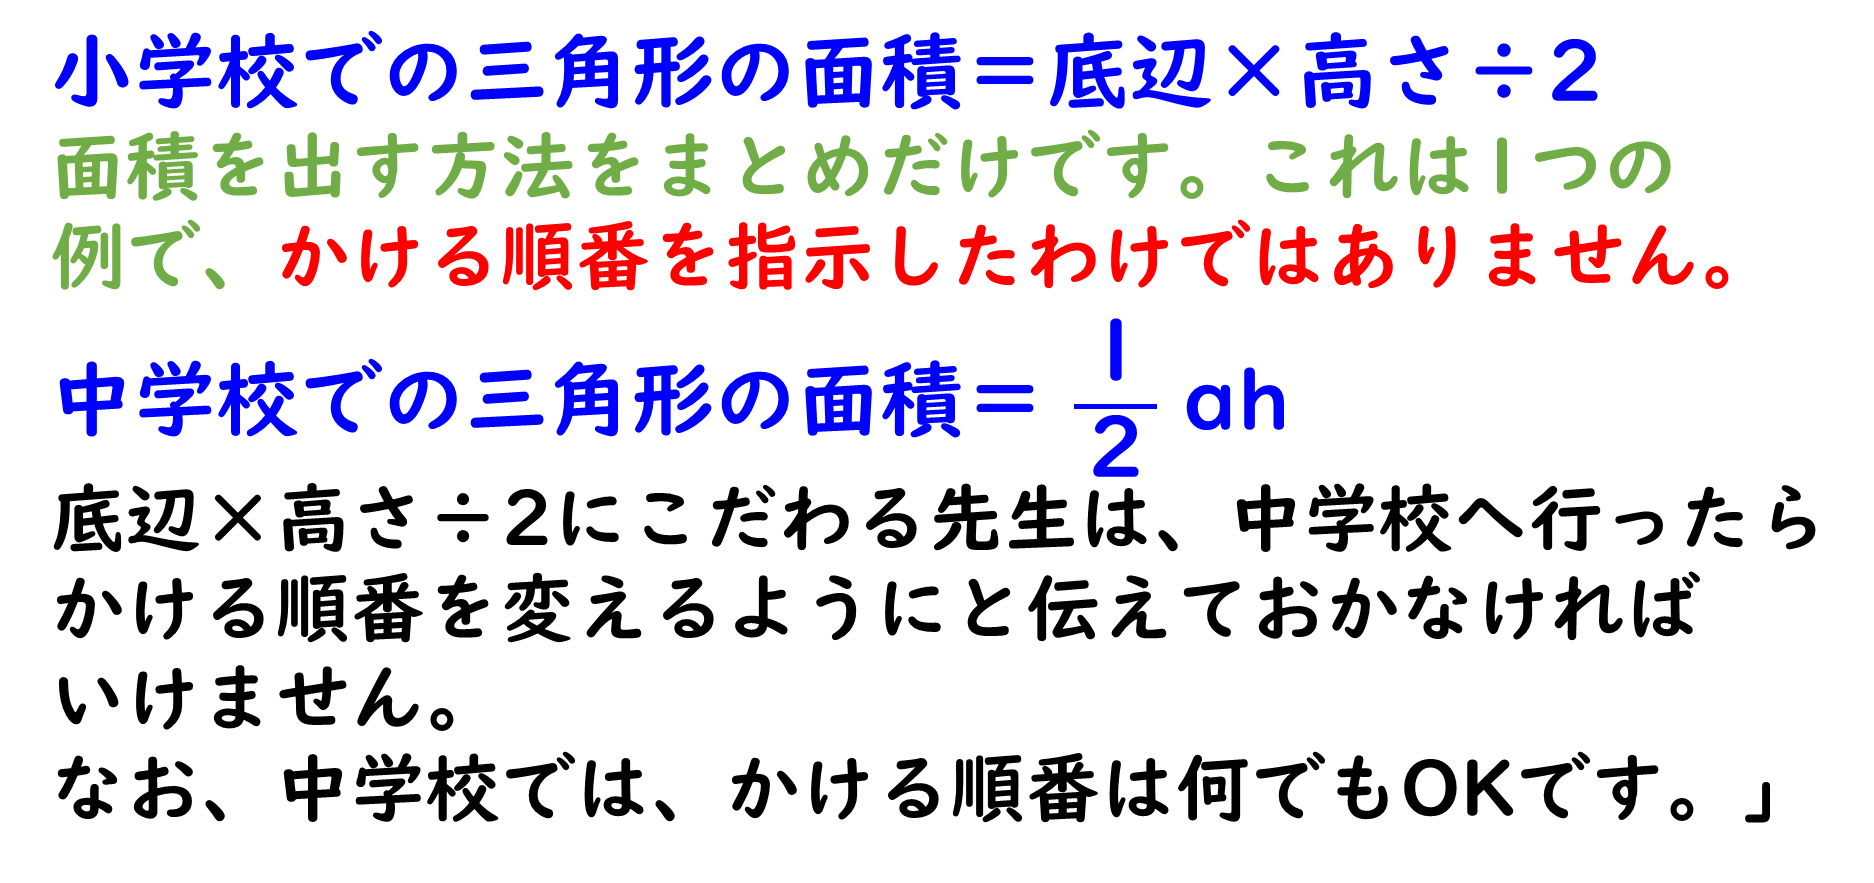 小学校での三角形の面積＝底辺×高さ÷2
面積を出す方法をまとめだけです。これは1つの
例で、かける順番を指示したわけではありません。
中学校での三角形の面積＝ 1/2 ah
底辺×高さ÷2にこだわる先生は、中学校へ行ったら
かける順番を変えるようにと伝えておかなければ
いけません。
なお、中学校では、かける順番は何でもOKです。」